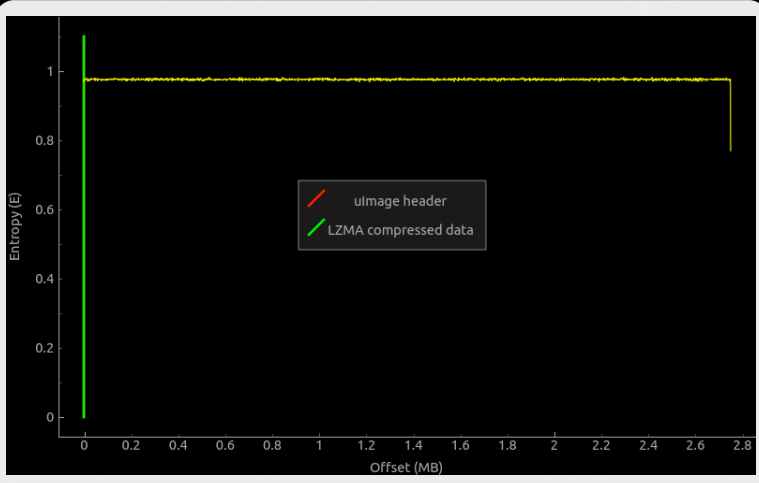 1
0.8
0.6
0.4
0.2
0
Entropy (E)
uImage header
LZMA compressed data
0 0.2 0.4 0.6 0.8 1 1.2 1.4 1.6 1.8 2 2.2 2.4 2.6 2.8
Offset (MB)